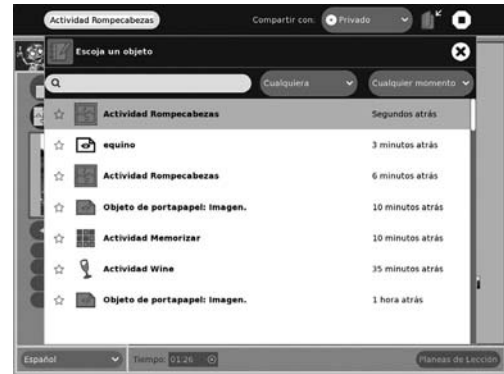 Actividad Rompecabezas Compartir con: Privado
Escoja un objeto
Cualquiera Cualquier momento
Actividad Rompecabezas Segundos atrás
equino 3 minutos atrás
Actividad Rompecabezas 6 minutos atrás
Objeto de portapapel: Imagen. 10 minutos atrás
Actividad Memorizar 10 minutos atrás
Actividad Wine 35 minutos atrás
Objeto de portapapel: Imagen. 1 hora atrás
Español Tiempo: 01:26 Planeas de Lección